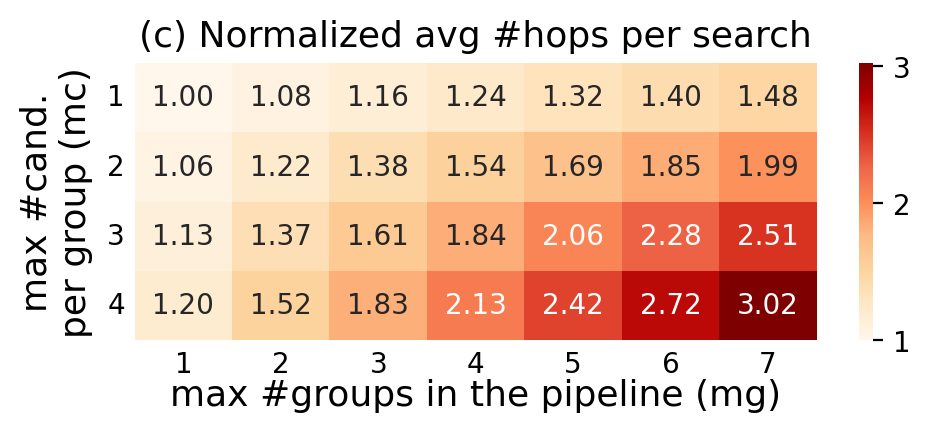 (c) Normalized avg #hops per search
max #cand.
per group (mc)
1 1.00 1.08 1.16 1.24 1.32 1.40 1.48
2 1.06 1.22 1.38 1.54 1.69 1.85 1.99
3 1.13 1.37 1.61 1.84 2.06 2.28 2.51
4 1.20 1.52 1.83 2.13 2.42 2.72 3.02
1 2 3 4 5 6 7
max #groups in the pipeline (mg)
3
2
1